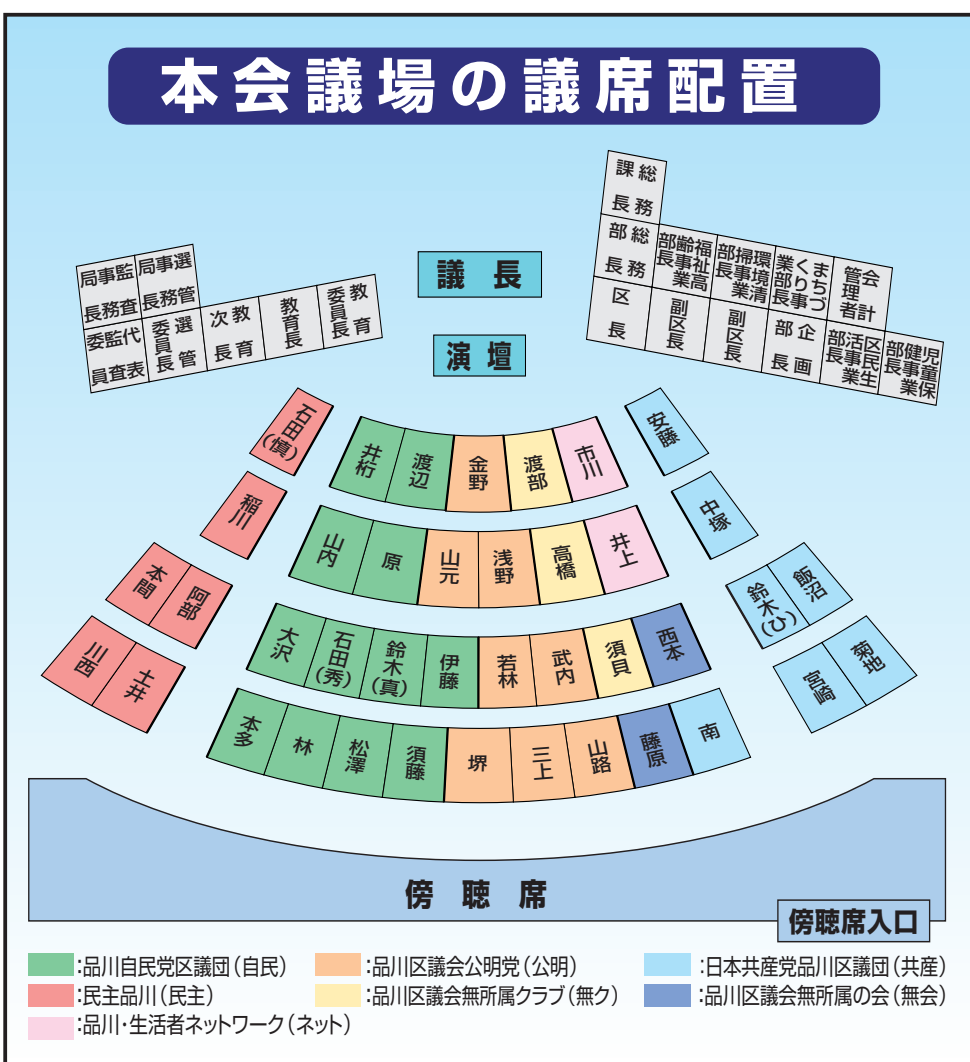 本会議場の議席配置
議長
演壇
監査事務局長
選管事務局長
代表監査委員
選管委員長
教育次長
教育長
教育委員長
総務課長
総務部長
福祉高齢事業部長
環境清掃事業部長
まちづくり事業部長
会計管理者
区長
副区長
副区長
企画部長
区民生活事業部長
児童保健事業部長
石田(慎)
井桁
渡辺
金野
渡部
市川
安藤
稲川
山内
原
山元
浅野
高橋
井上
中塚
本間
阿部
大沢
石田(秀)
鈴木(真)
伊藤
若林
武内
須貝
西本
鈴木(ひ)
飯沼
川西
土井
本多
林
松澤
須藤
堺
三上
山路
藤原
南
宮崎
菊地
傍聴席
傍聴席入口
:品川自民党区議団(自民)
:品川区議会公明党(公明)
:日本共産党品川区議団(共産)
:民主品川(民主)
:品川区議会無所属クラブ(無ク)
:品川区議会無所属の会(無会)
:品川・生活者ネットワーク(ネット)